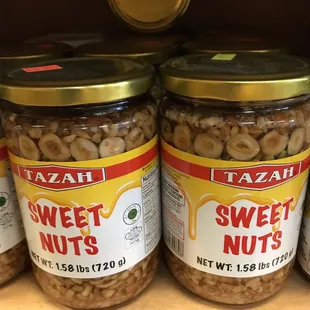 TAZAH
SWEET
NUTS
NET WT: 1.58 lbs (720 g)
TAZAH
SWEET
NUTS
NET WT: 1.58 lbs (720 g)